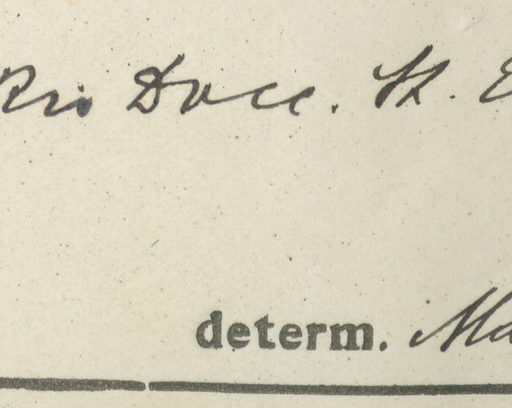 Rio Doce. St. E
determ. Ma